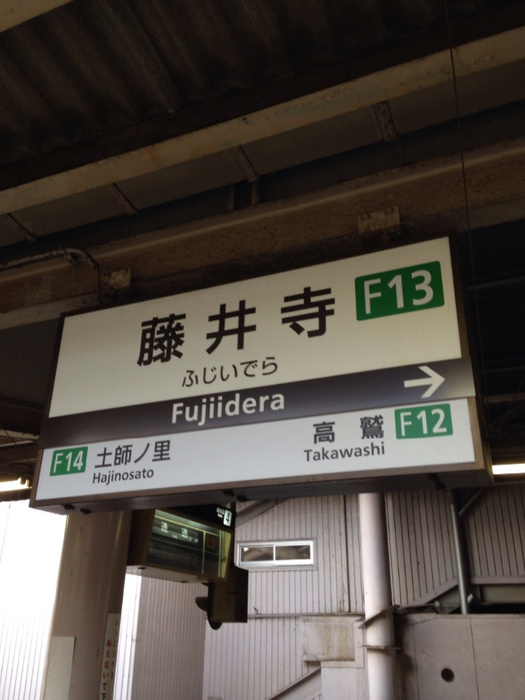 藤井寺 F13
ふじいでら
Fujiidera →
F14 土師ノ里
Hajinosato
高鷲 F12
Takawashi